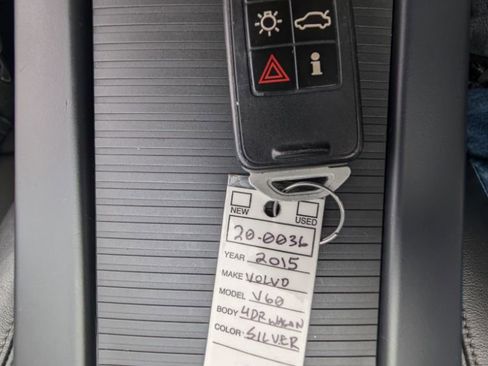 NEW USED
20-0036
YEAR 2015
MAKE VOLVO
MODEL V60
BODY 4DR WAGON
COLOR SILVER